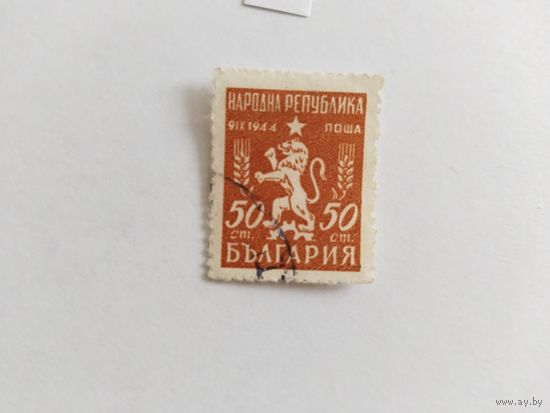 НАРОДНА РЕПУБЛИКА
9 IX 1944 ПОЩА
50 50
ст. ст.
БЪЛГАРИЯ
www.ay.by